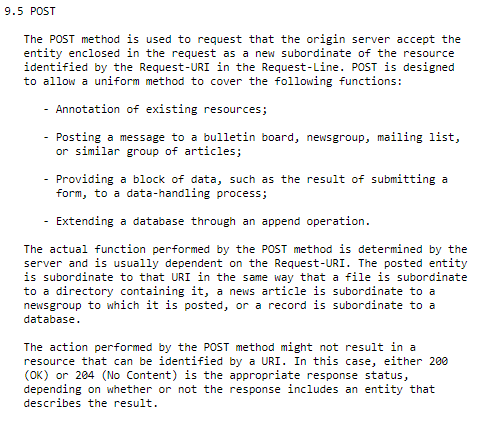 9.5 POST
The POST method is used to request that the origin server accept the
entity enclosed in the request as a new subordinate of the resource
identified by the Request-URI in the Request-Line. POST is designed
to allow a uniform method to cover the following functions:
- Annotation of existing resources;
- Posting a message to a bulletin board, newsgroup, mailing list,
or similar group of articles;
- Providing a block of data, such as the result of submitting a
form, to a data-handling process;
- Extending a database through an append operation.
The actual function performed by the POST method is determined by the
server and is usually dependent on the Request-URI. The posted entity
is subordinate to that URI in the same way that a file is subordinate
to a directory containing it, a news article is subordinate to a
newsgroup to which it is posted, or a record is subordinate to a
database.
The action performed by the POST method might not result in a
resource that can be identified by a URI. In this case, either 200
(OK) or 204 (No Content) is the appropriate response status,
depending on whether or not the response includes an entity that
describes the result.